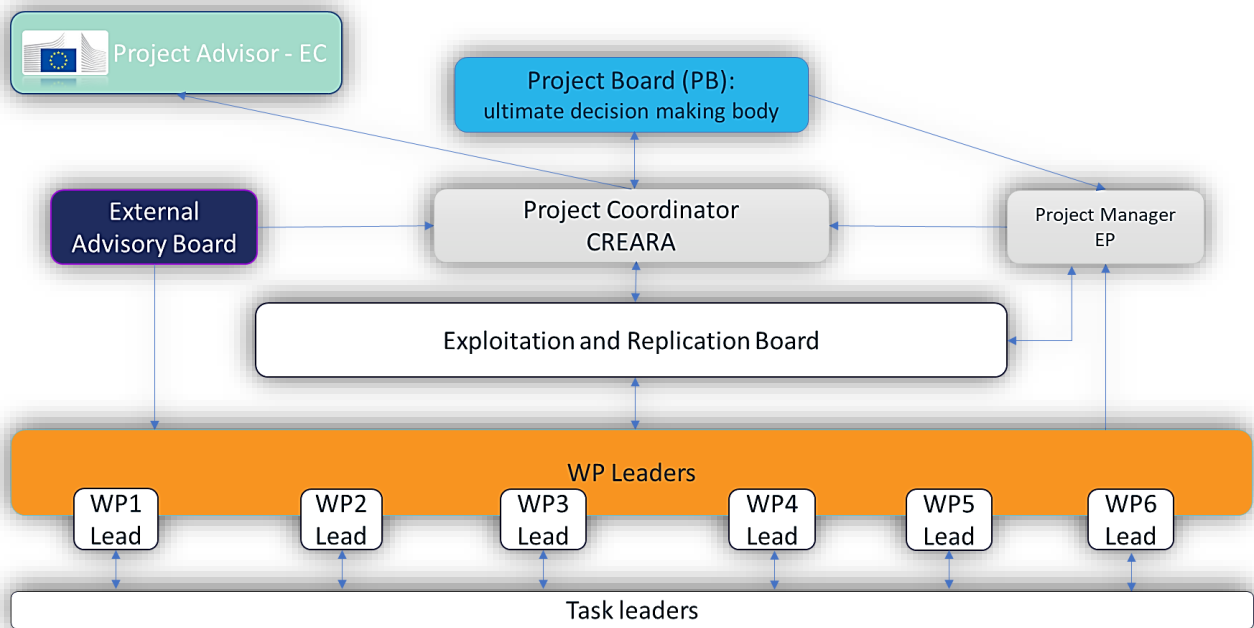 Project Advisor - EC
Project Board (PB):
ultimate decision making body
External
Advisory Board
Project Coordinator
CREARA
Project Manager
EP
Exploitation and Replication Board
WP Leaders
WP1
Lead
WP2
Lead
WP3
Lead
WP4
Lead
WP5
Lead
WP6
Lead
Task leaders